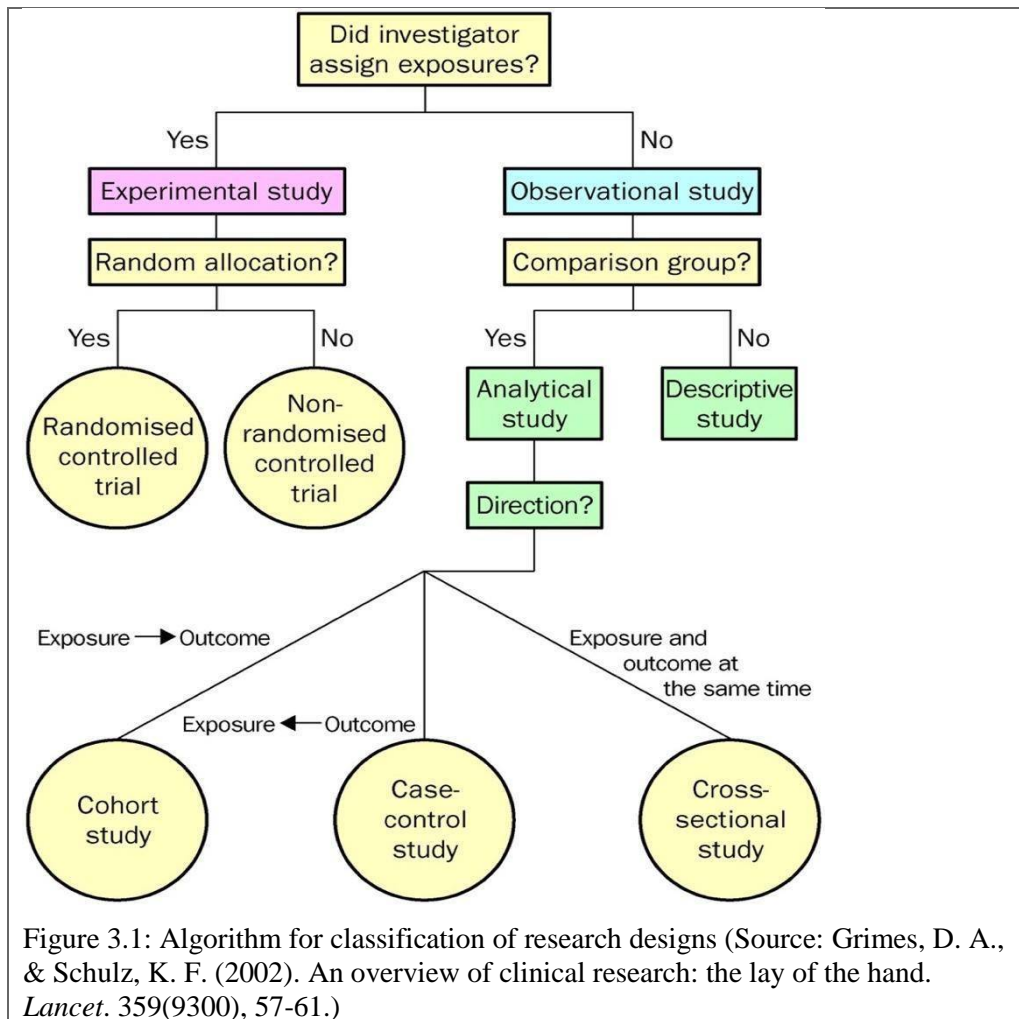 Did investigator
assign exposures?
Yes
No
Experimental study
Observational study
Random allocation?
Comparison group?
Yes
No
Yes
No
Randomised
controlled
trial
Non-
randomised
controlled
trial
Analytical
study
Descriptive
study
Direction?
Exposure → Outcome
Exposure ← Outcome
Exposure and
outcome at
the same time
Cohort
study
Case-
control
study
Cross-
sectional
study
Figure 3.1: Algorithm for classification of research designs (Source: Grimes, D. A.,
& Schulz, K. F. (2002). An overview of clinical research: the lay of the hand.
Lancet. 359(9300), 57-61.)